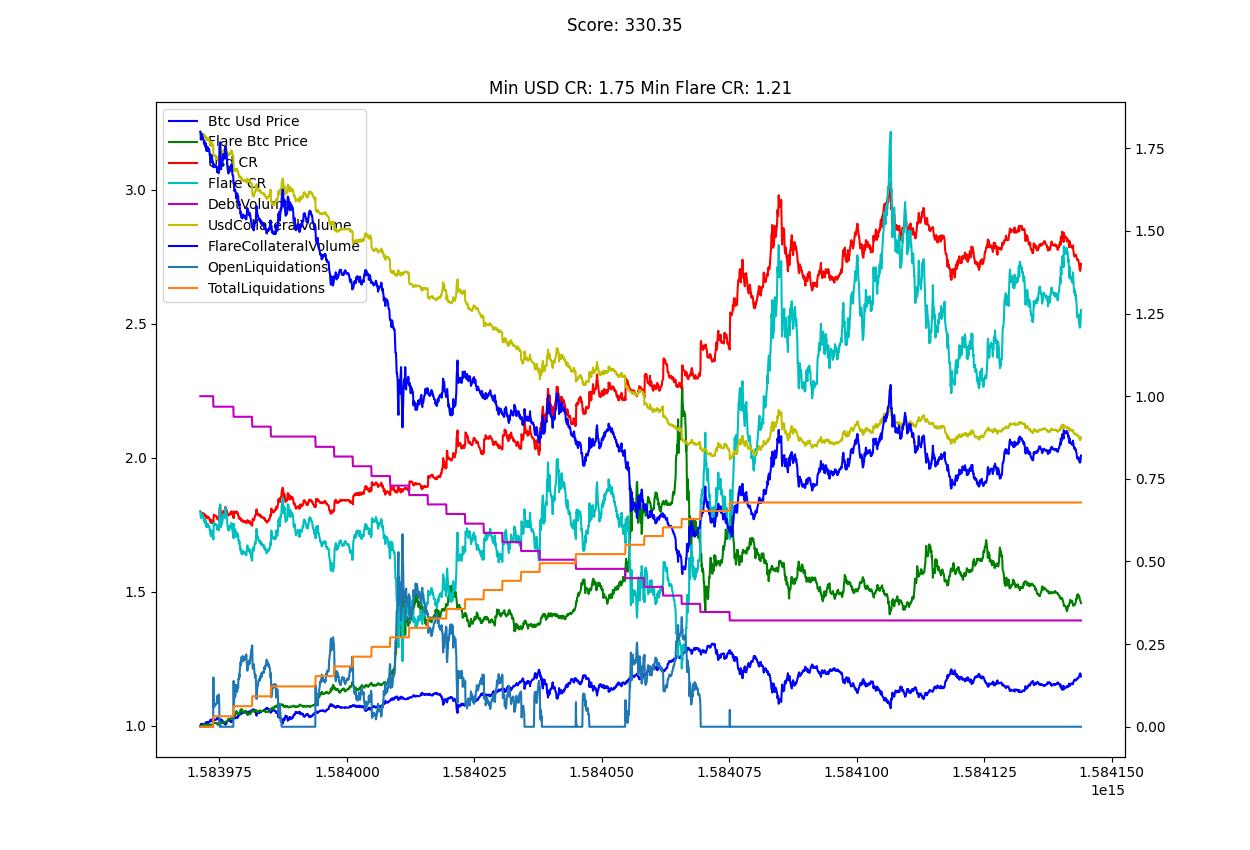 Score: 330.35
Min USD CR: 1.75 Min Flare CR: 1.21
Btc Usd Price
Flare Btc Price
Usd CR
Flare CR
DebtVolume
UsdCollateralVolume
FlareCollateralVolume
OpenLiquidations
TotalLiquidations
3.0
2.5
2.0
1.5
1.0
1.75
1.50
1.25
1.00
0.75
0.50
0.25
0.00
1.583975 1.584000 1.584025 1.584050 1.584075 1.584100 1.584125 1.584150
1e15